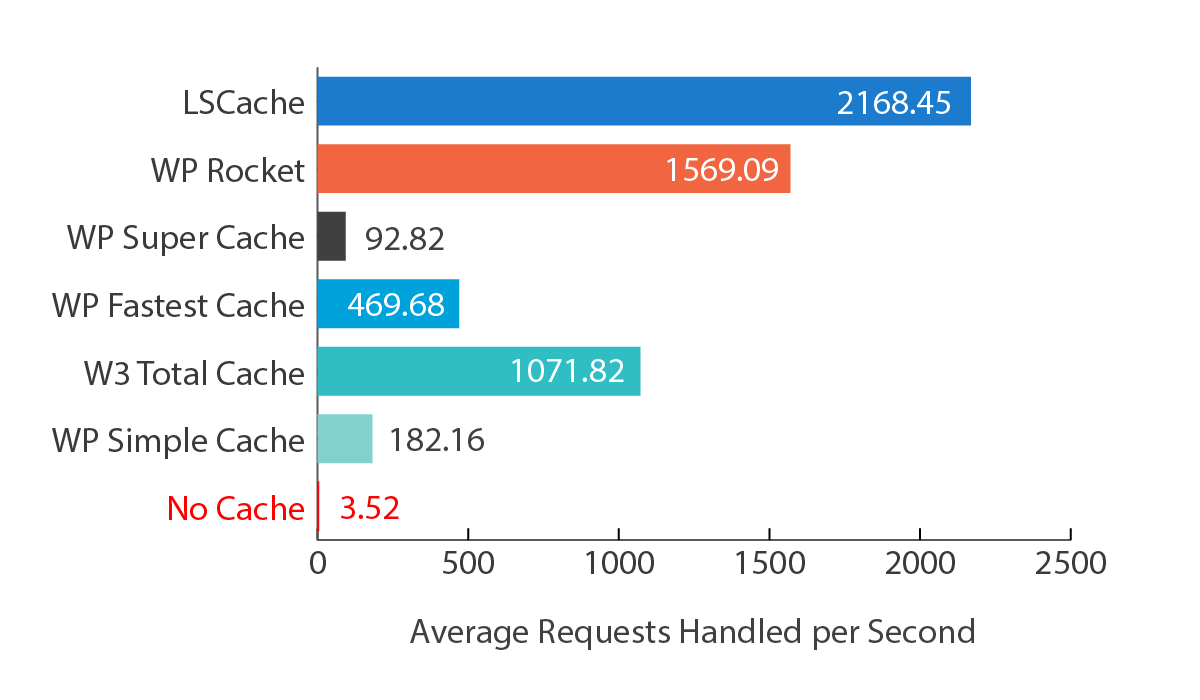 LSCache 2168.45
WP Rocket 1569.09
WP Super Cache 92.82
WP Fastest Cache 469.68
W3 Total Cache 1071.82
WP Simple Cache 182.16
No Cache 3.52
0 500 1000 1500 2000 2500
Average Requests Handled per Second